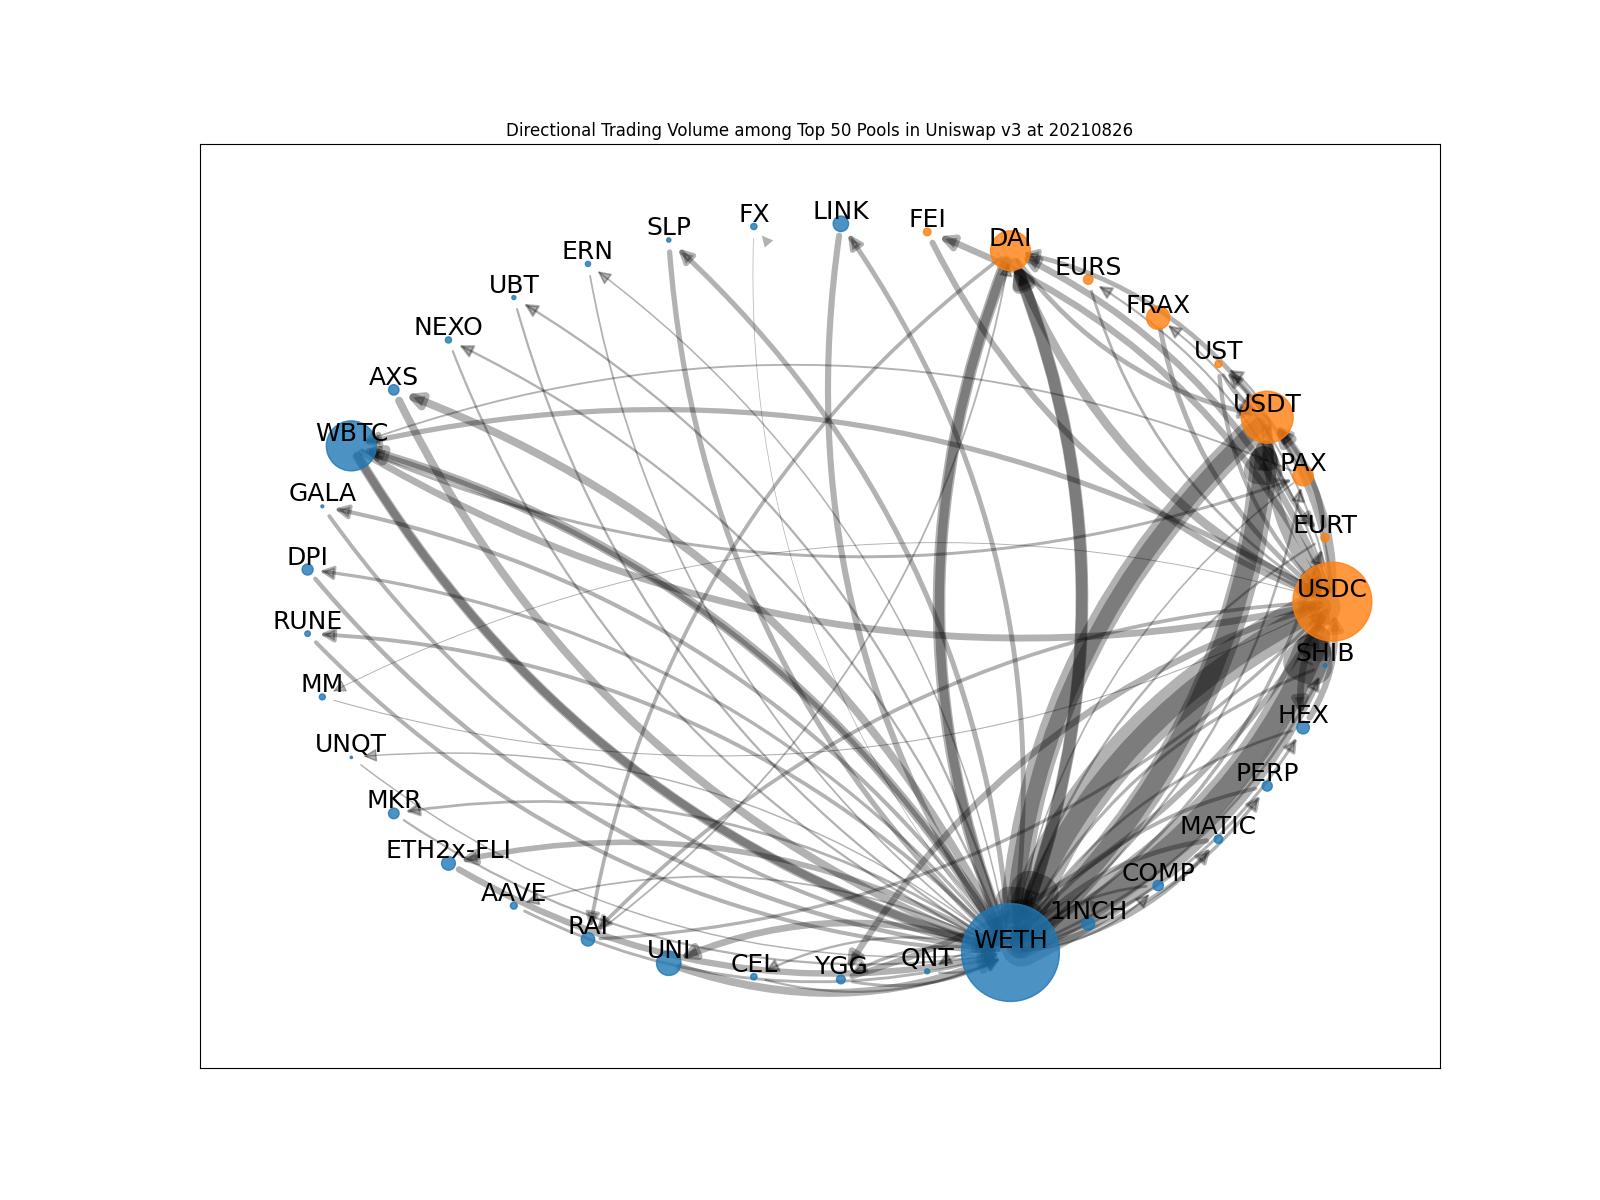 Directional Trading Volume among Top 50 Pools in Uniswap v3 at 20210826
LINK
FX
FEI
SLP
DAI
ERN
EURS
UBT
FRAX
NEXO
UST
AXS
USDT
WBTC
PAX
GALA
EURT
DPI
USDC
RUNE
SHIB
MM
HEX
UNQT
PERP
MKR
MATIC
ETH2x-FLI
COMP
AAVE
1INCH
RAI
WETH
UNI
QNT
CEL
YGG